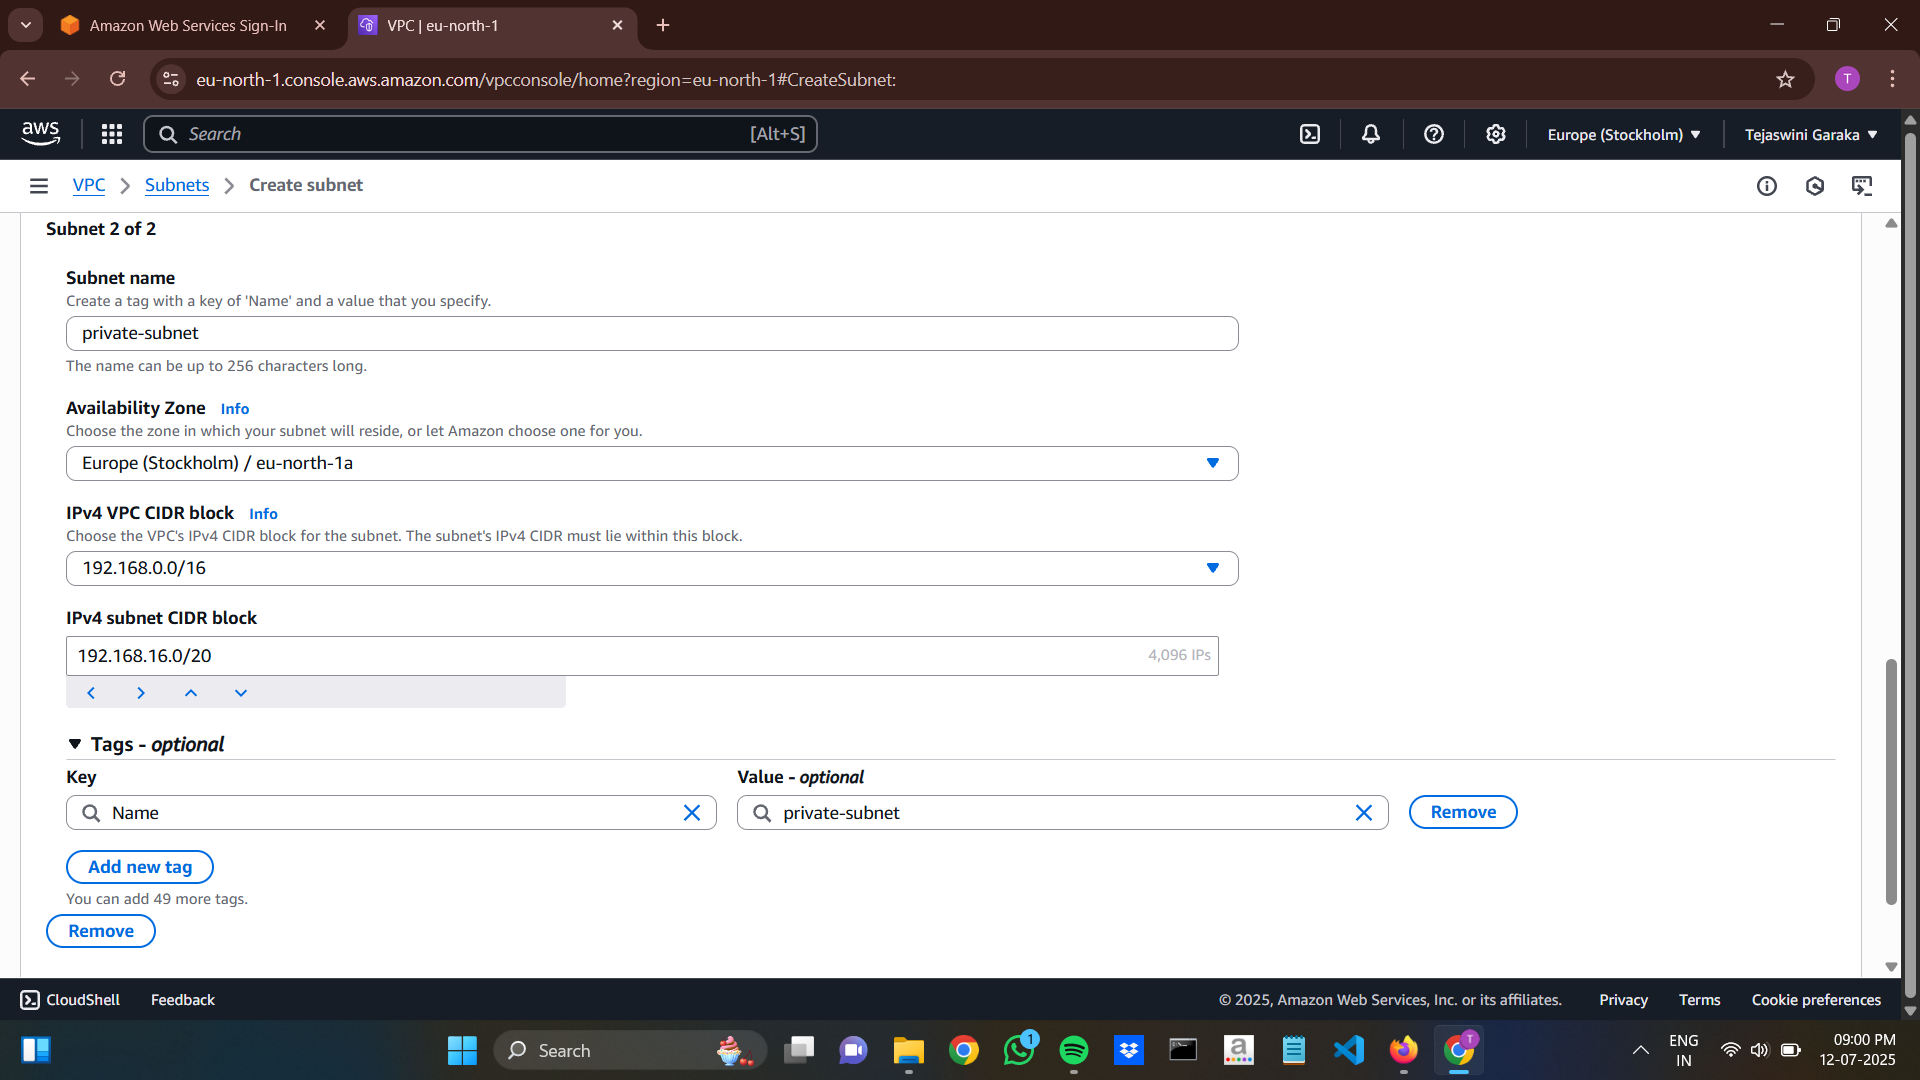 Amazon Web Services Sign-In
VPC | eu-north-1
eu-north-1.console.aws.amazon.com/vpcconsole/home?region=eu-north-1#CreateSubnet:
T
aws
Search
[Alt+S]
Europe (Stockholm)
Tejaswini Garaka
VPC
Subnets
Create subnet
Subnet 2 of 2
Subnet name
Create a tag with a key of 'Name' and a value that you specify.
private-subnet
The name can be up to 256 characters long.
Availability Zone Info
Choose the zone in which your subnet will reside, or let Amazon choose one for you.
Europe (Stockholm) / eu-north-1a
IPv4 VPC CIDR block Info
Choose the VPC's IPv4 CIDR block for the subnet. The subnet's IPv4 CIDR must lie within this block.
192.168.0.0/16
IPv4 subnet CIDR block
192.168.16.0/20
4,096 IPs
Tags - optional
Key
Value - optional
Name
private-subnet
Remove
Add new tag
You can add 49 more tags.
Remove
CloudShell
Feedback
© 2025, Amazon Web Services, Inc. or its affiliates.
Privacy
Terms
Cookie preferences
Search
1
a
T
ENG
IN
09:00 PM
12-07-2025